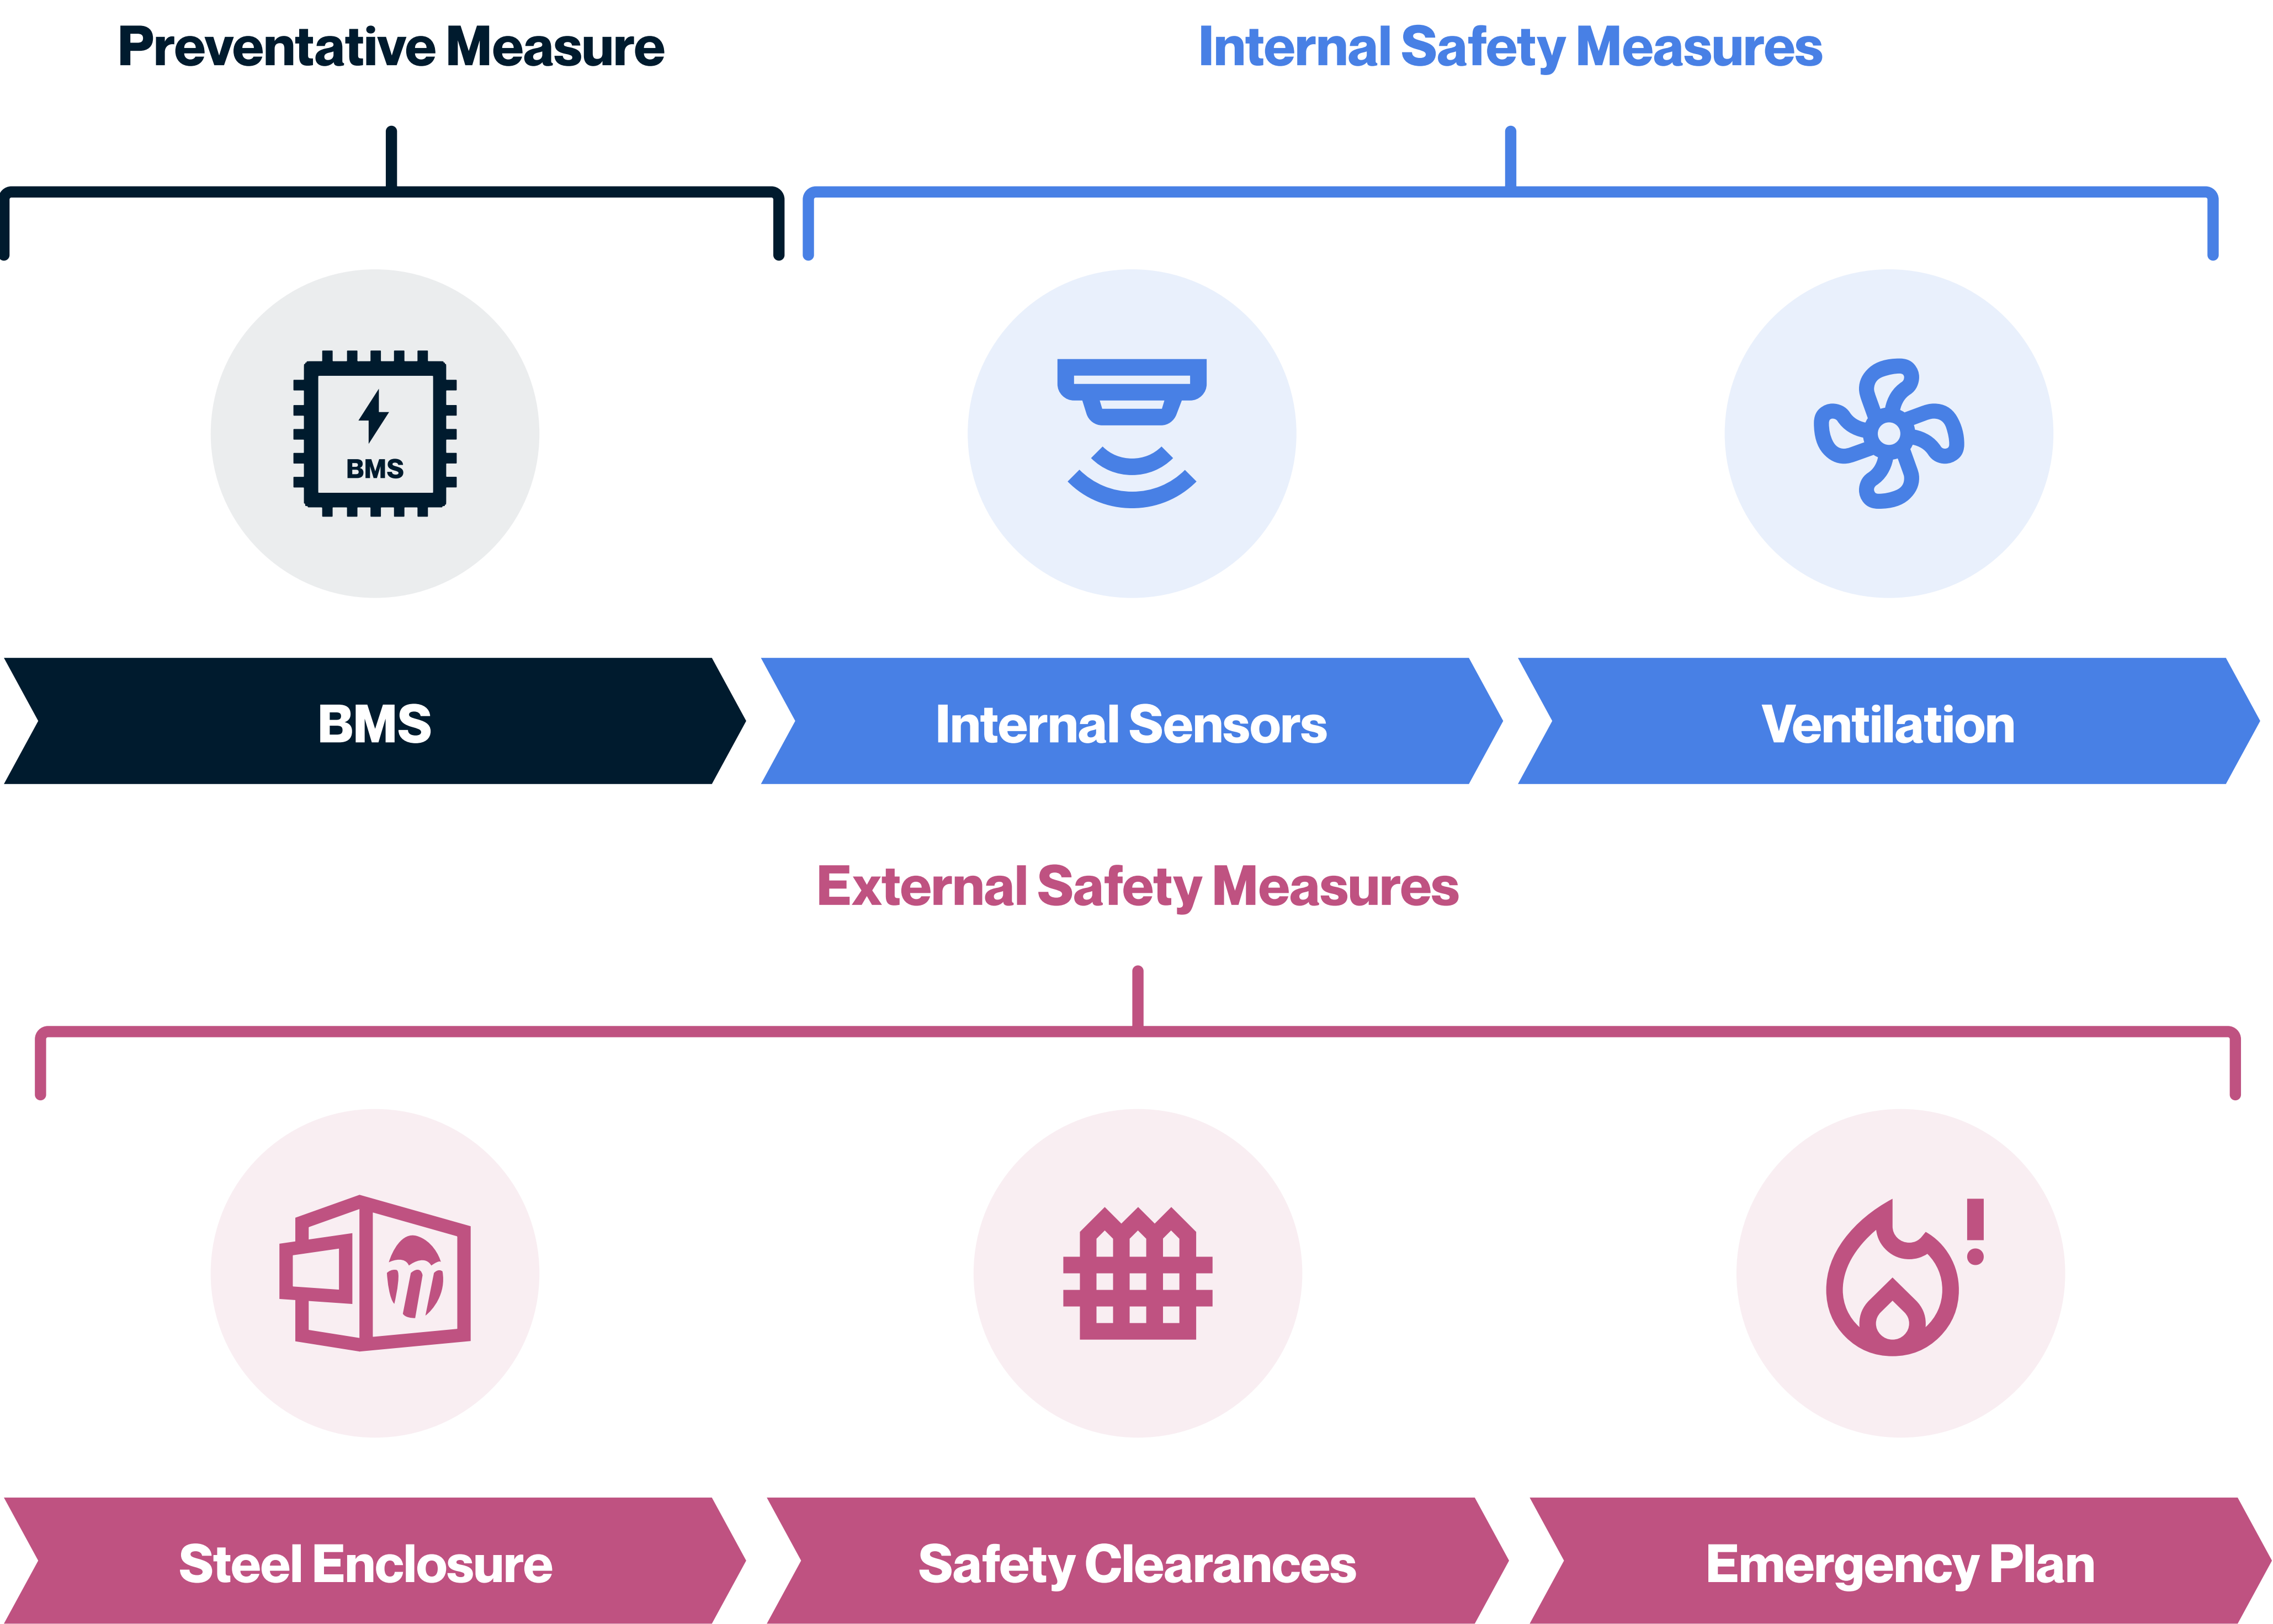 Preventative Measure
Internal Safety Measures
BMS
BMS
Internal Sensors
Ventilation
External Safety Measures
Steel Enclosure
Safety Clearances
Emergency Plan